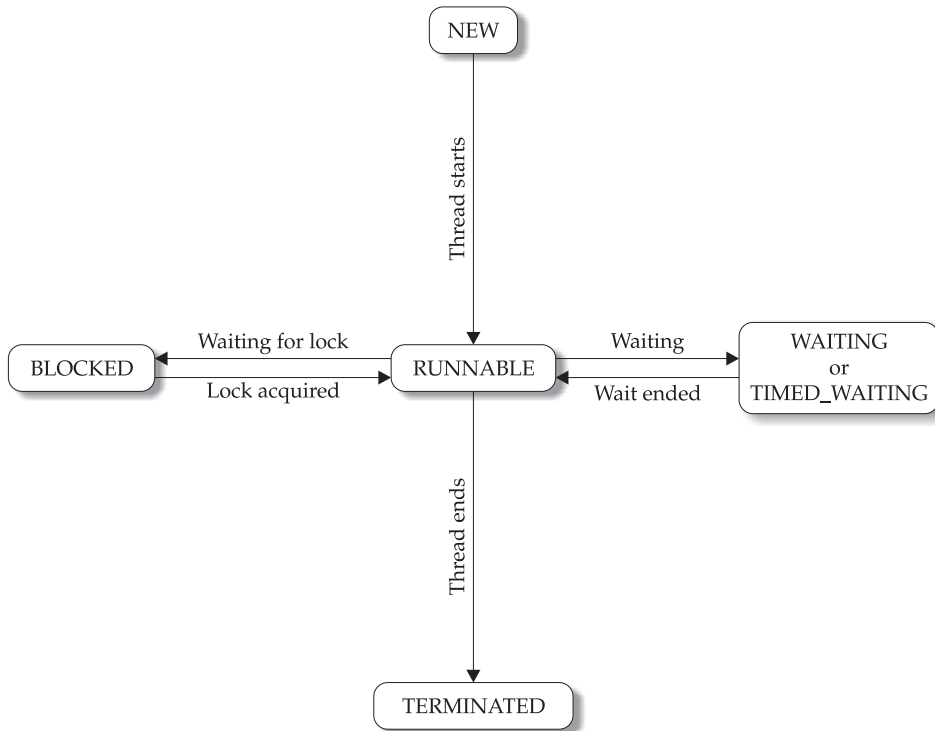 NEW
Thread starts
Waiting for lock
Waiting
BLOCKED
RUNNABLE
WAITING
or
TIMED_WAITING
Lock acquired
Wait ended
Thread ends
TERMINATED